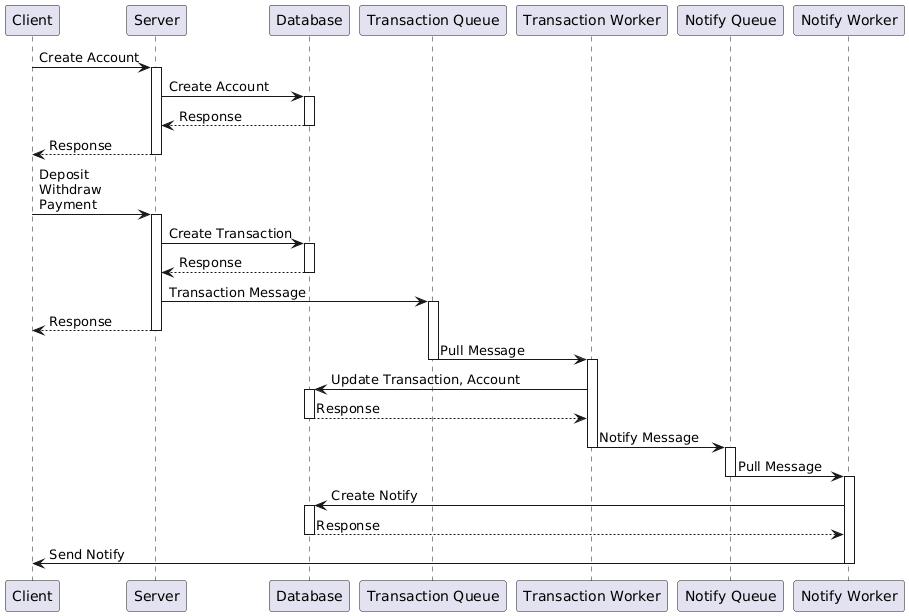 Client Server Database Transaction Queue Transaction Worker Notify Queue Notify Worker
Create Account
Create Account
Response
Response
Deposit
Withdraw
Payment
Create Transaction
Response
Transaction Message
Response
Pull Message
Update Transaction, Account
Response
Notify Message
Pull Message
Create Notify
Response
Send Notify
Client Server Database Transaction Queue Transaction Worker Notify Queue Notify Worker